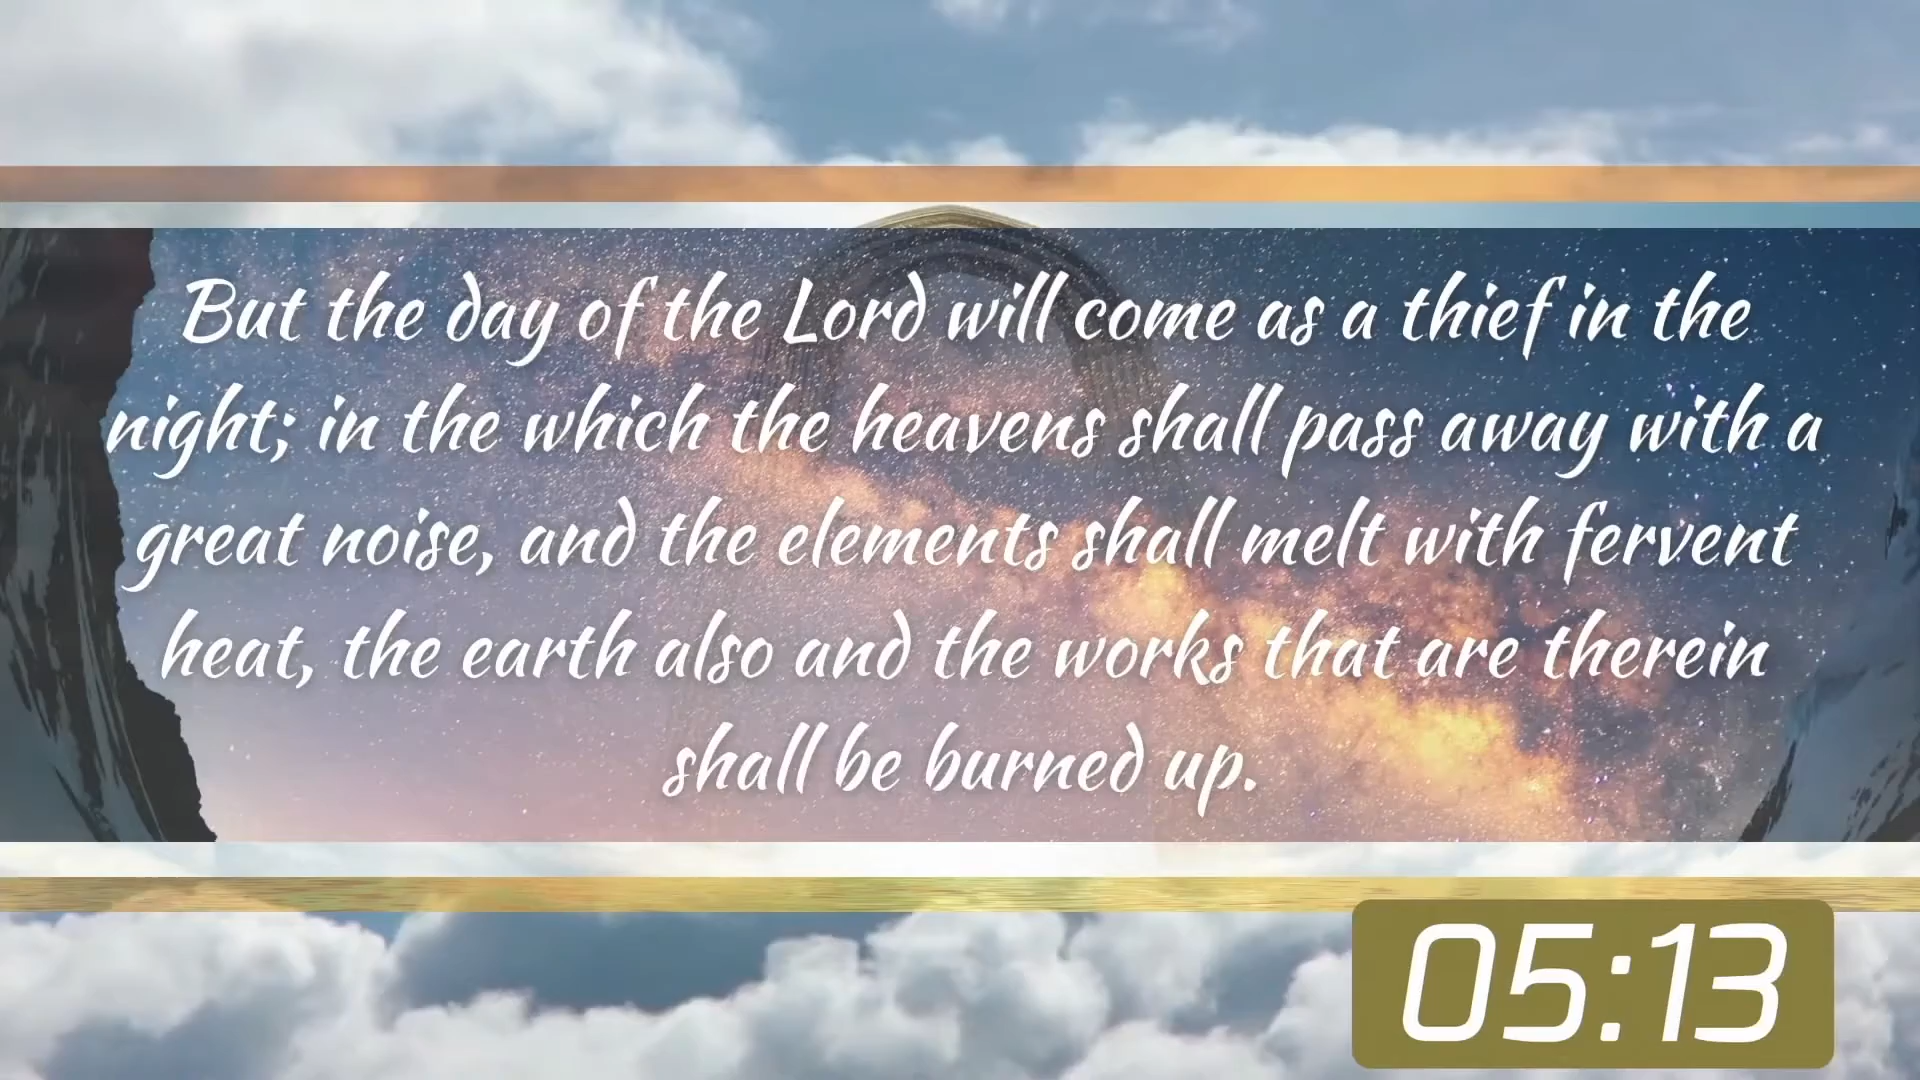 But the day of the Lord will come as a thief in the
night; in the which the heavens shall pass away with a
great noise, and the elements shall melt with fervent
heat, the earth also and the works that are therein
shall be burned up.
05:13